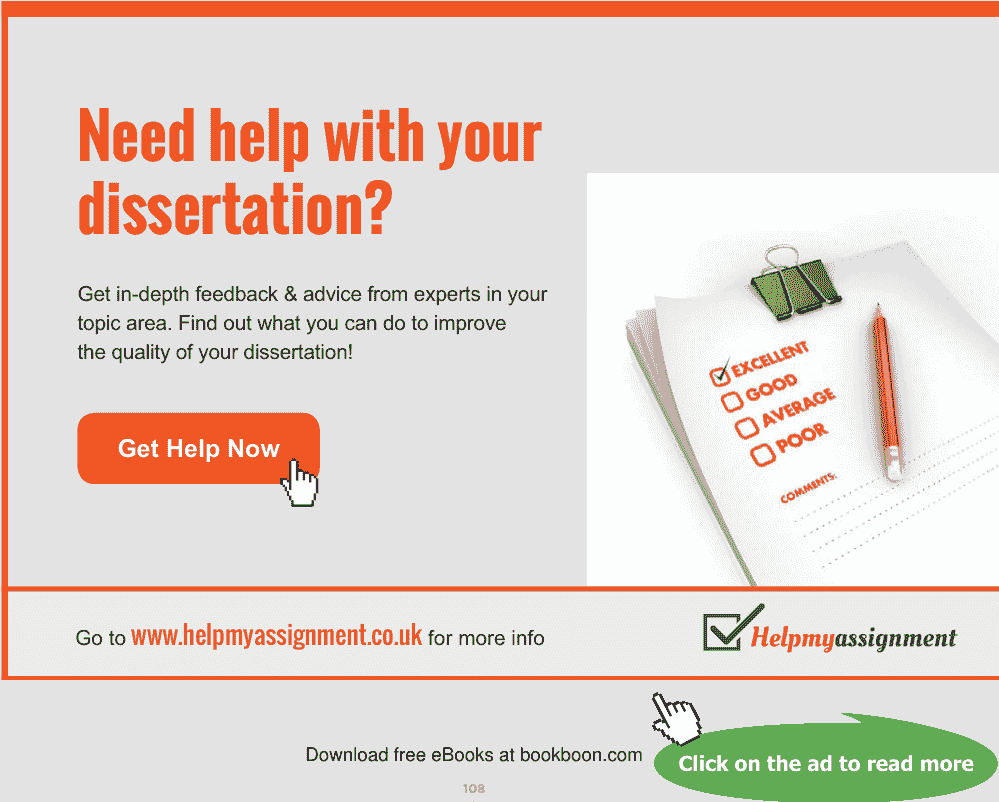 Need help with your
dissertation?
Get in-depth feedback & advice from experts in your
topic area. Find out what you can do to improve
the quality of your dissertation!
Get Help Now
EXCELLENT
GOOD
AVERAGE
POOR
COMMENTS:
Go to www.helpmyassignment.co.uk for more info
Helpmyassignment
Download free eBooks at bookboon.com
Click on the ad to read more
108